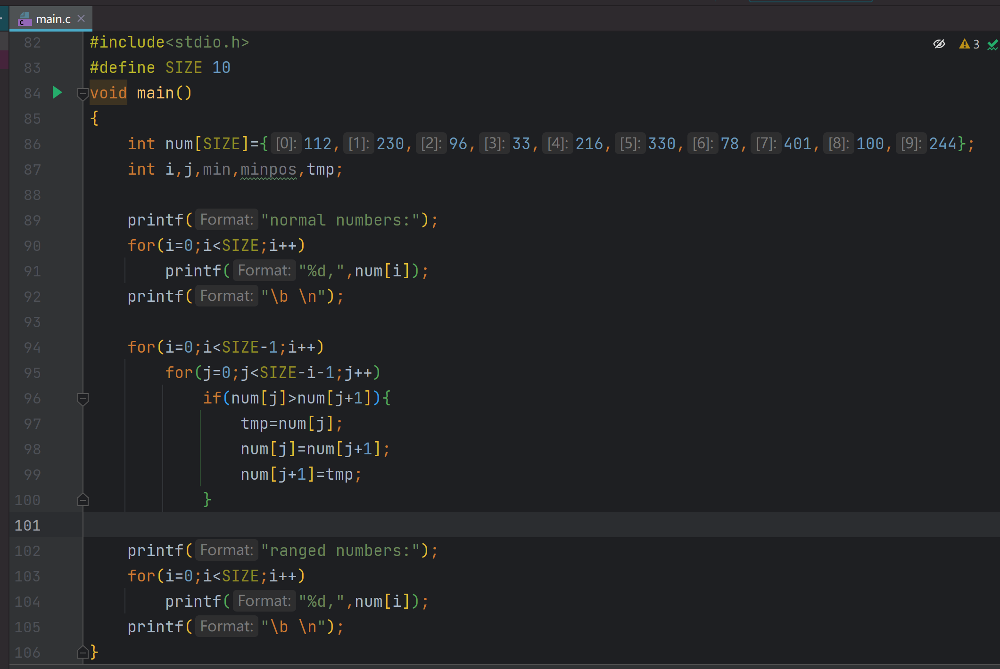 main.c
3
82 #include<stdio.h>
83 #define SIZE 10
84 void main()
85 {
86     int num[SIZE]={[0]:112,[1]:230,[2]:96,[3]:33,[4]:216,[5]:330,[6]:78,[7]:401,[8]:100,[9]:244};
87     int i,j,min,minpos,tmp;
88
89     printf(Format:"normal numbers:");
90     for(i=0;i<SIZE;i++)
91         printf(Format:"%d,",num[i]);
92     printf(Format:"\b \n");
93
94     for(i=0;i<SIZE-1;i++)
95         for(j=0;j<SIZE-i-1;j++)
96             if(num[j]>num[j+1]){
97                 tmp=num[j];
98                 num[j]=num[j+1];
99                 num[j+1]=tmp;
100             }
101
102     printf(Format:"ranged numbers:");
103     for(i=0;i<SIZE;i++)
104         printf(Format:"%d,",num[i]);
105     printf(Format:"\b \n");
106 }